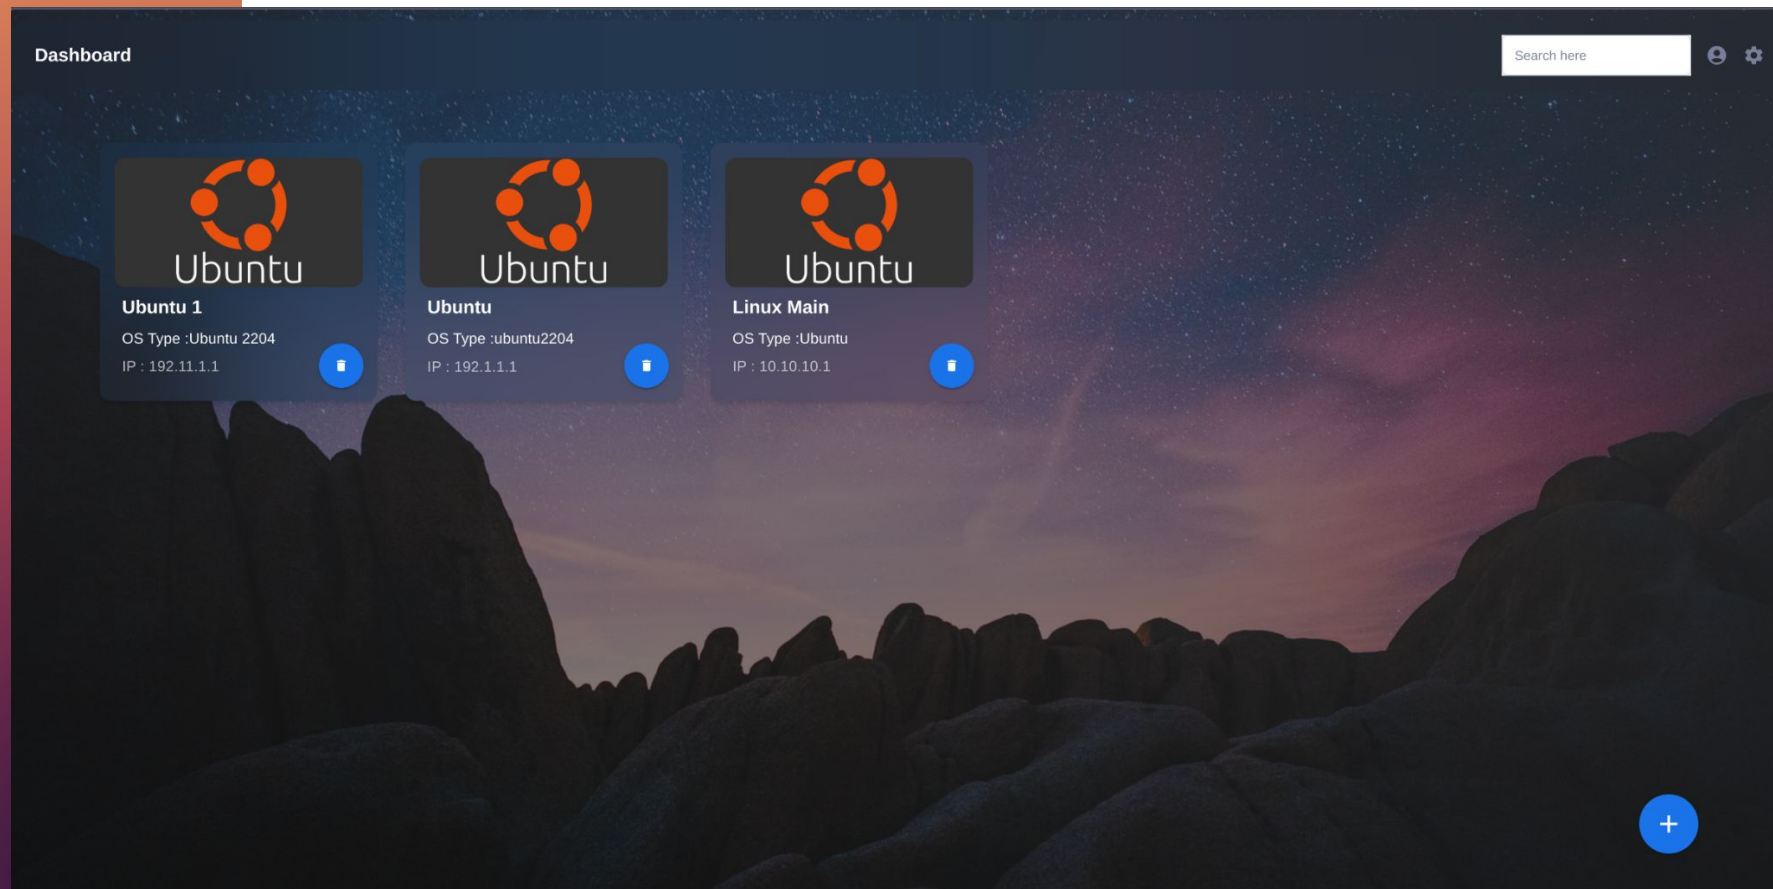 Dashboard
Search here
Ubuntu
Ubuntu 1
OS Type :Ubuntu 2204
IP : 192.11.1.1
Ubuntu
Ubuntu
OS Type :ubuntu2204
IP : 192.1.1.1
Ubuntu
Linux Main
OS Type :Ubuntu
IP : 10.10.10.1